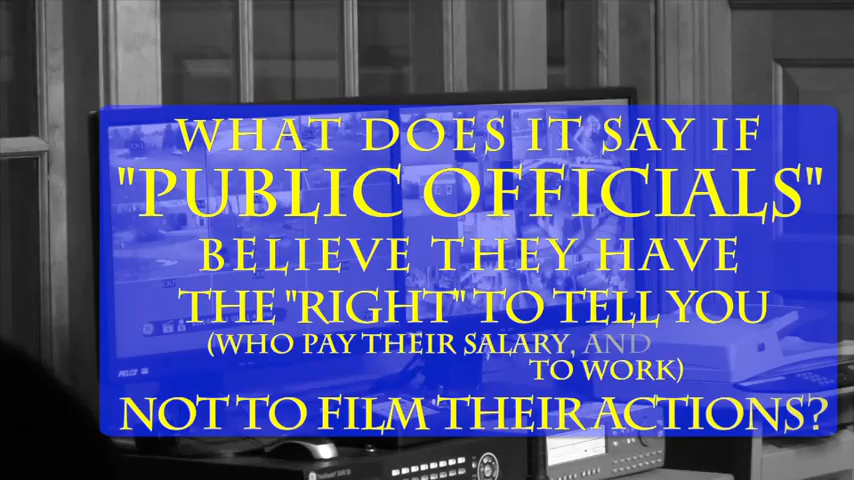 WHAT DOES IT SAY IF
"PUBLIC OFFICIALS"
BELIEVE THEY HAVE
THE "RIGHT" TO TELL YOU
(WHO PAY THEIR SALARY, AND
TO WORK)
NOT TO FILM THEIR ACTIONS?
PELCO